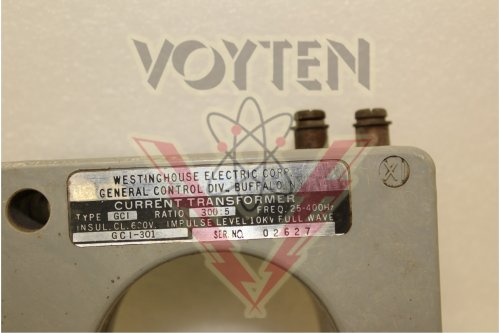 VOYTEN
WESTINGHOUSE ELECTRIC CORP.
GENERAL CONTROL DIV., BUFFALO, N
CURRENT TRANSFORMER
TYPE GCI RATIO 300:5 FREQ. 25-400Hz
INSUL. CL. 600V. IMPULSE LEVEL 10KV FULL WAVE
GCI-301 SER. NO. 02627
X1